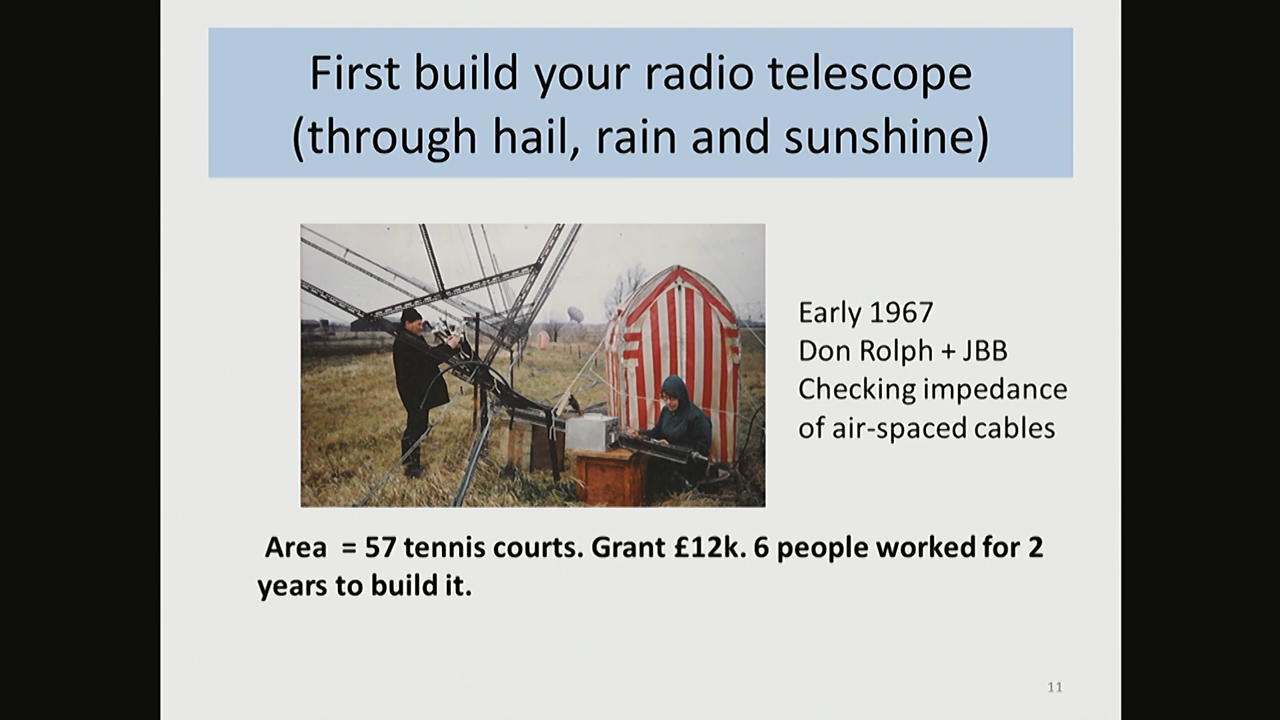 First build your radio telescope
(through hail, rain and sunshine)
Early 1967
Don Rolph + JBB
Checking impedance
of air-spaced cables
Area = 57 tennis courts. Grant £12k. 6 people worked for 2
years to build it.
11